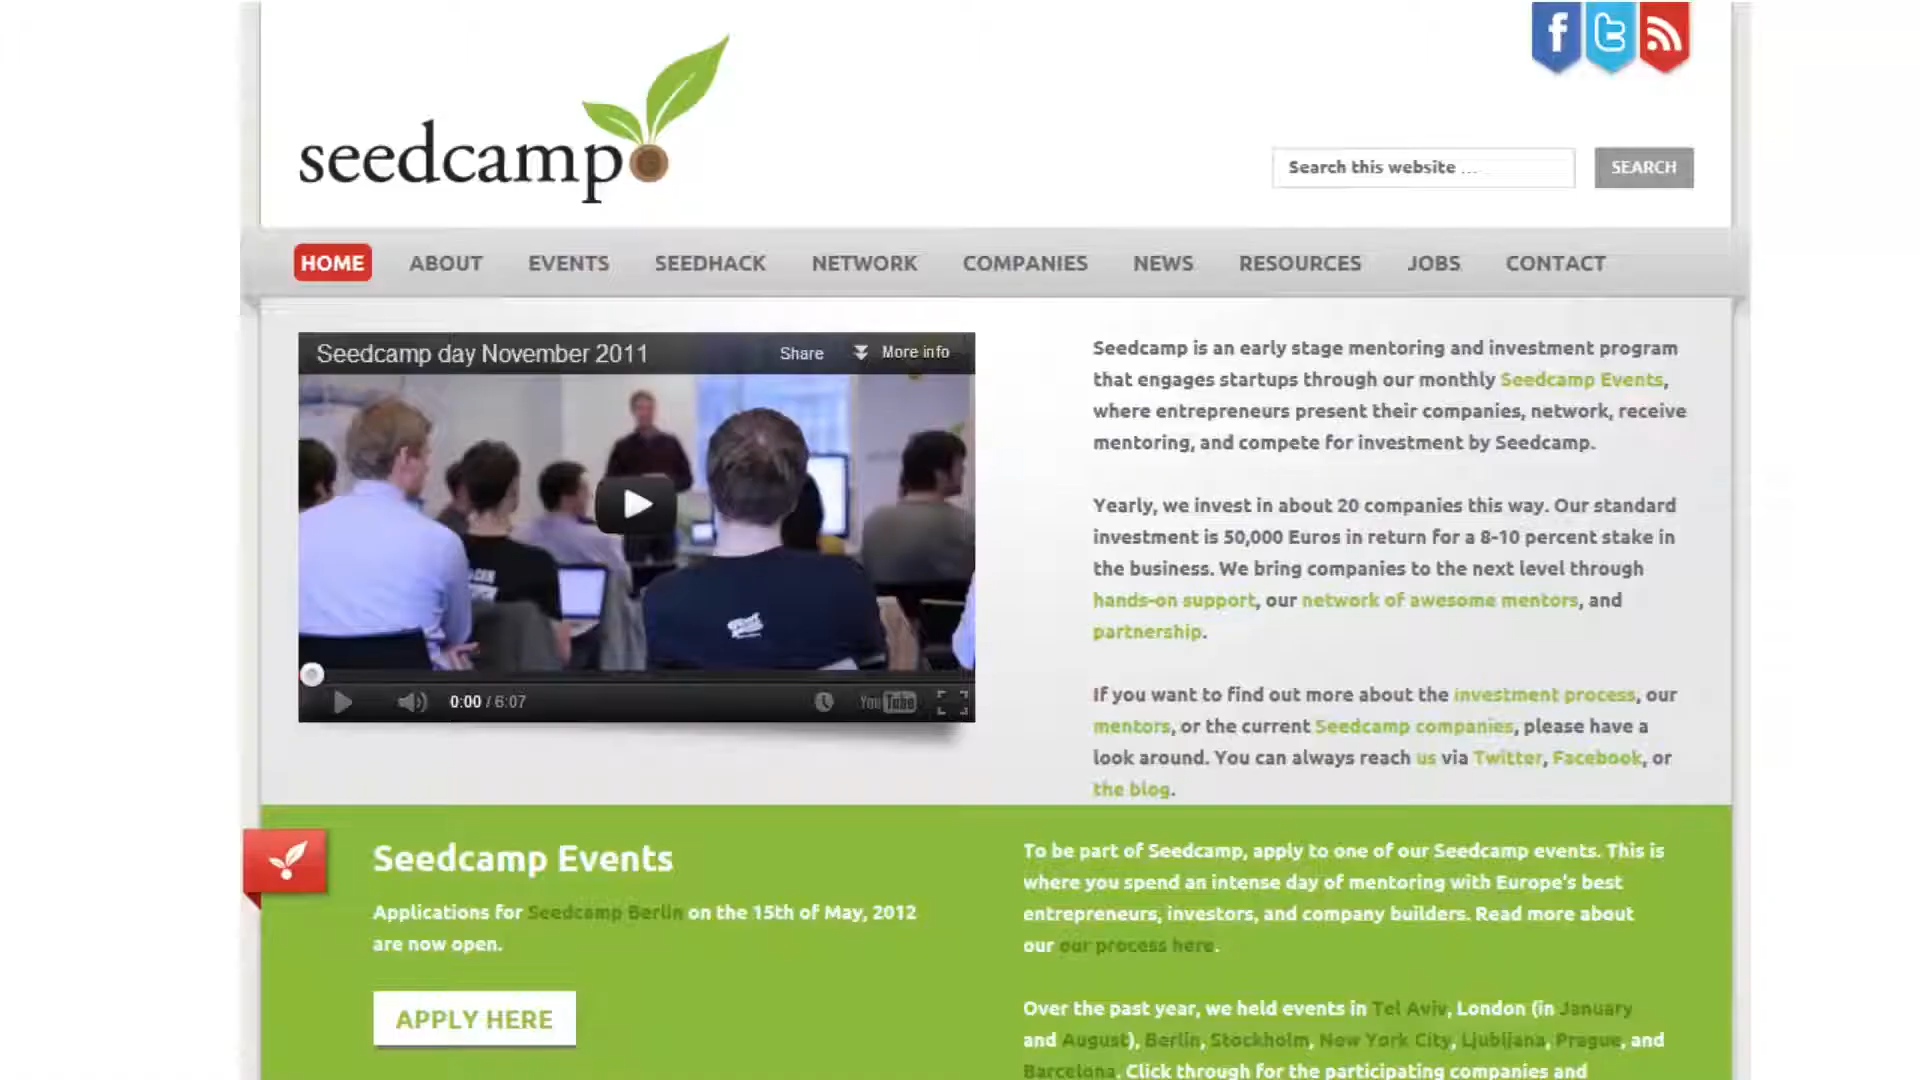 seedcamp
Search this website ...
SEARCH
HOME ABOUT EVENTS SEEDHACK NETWORK COMPANIES NEWS RESOURCES JOBS CONTACT
Seedcamp day November 2011 Share More info
0:00 / 6:07 YouTube
Seedcamp is an early stage mentoring and investment program
that engages startups through our monthly Seedcamp Events,
where entrepreneurs present their companies, network, receive
mentoring, and compete for investment by Seedcamp.
Yearly, we invest in about 20 companies this way. Our standard
investment is 50,000 Euros in return for a 8-10 percent stake in
the business. We bring companies to the next level through
hands-on support, our network of awesome mentors, and
partnership.
If you want to find out more about the investment process, our
mentors, or the current Seedcamp companies, please have a
look around. You can always reach us via Twitter, Facebook, or
the blog.
Seedcamp Events
Applications for Seedcamp Berlin on the 15th of May, 2012
are now open.
APPLY HERE
To be part of Seedcamp, apply to one of our Seedcamp events. This is
where you spend an intense day of mentoring with Europe's best
entrepreneurs, investors, and company builders. Read more about
our our process here.
Over the past year, we held events in Tel Aviv, London (in January
and August), Berlin, Stockholm, New York City, Ljubljana, Prague, and
Barcelona. Click through for the participating companies and